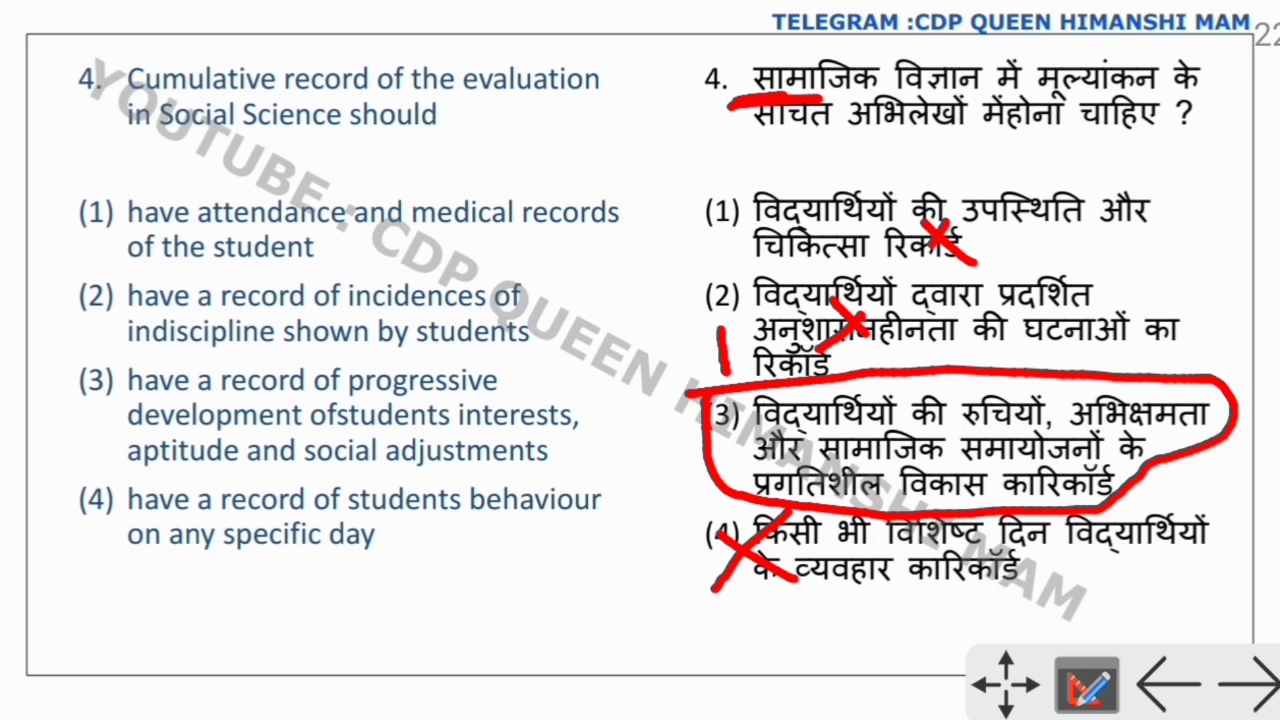 TELEGRAM :CDP QUEEN HIMANSHI MAM
22
4. Cumulative record of the evaluation
in Social Science should
(1) have attendance and medical records
of the student
(2) have a record of incidences of
indiscipline shown by students
(3) have a record of progressive
development ofstudents interests,
aptitude and social adjustments
(4) have a record of students behaviour
on any specific day
4. सामाजिक विज्ञान में मूल्यांकन के
संचित अभिलेखों मेंहोना चाहिए ?
(1) विद्यार्थियों की उपस्थिति और
चिकित्सा रिकॉर्ड
(2) विद्यार्थियों द्वारा प्रदर्शित
अनुशासनहीनता की घटनाओं का
रिकॉर्ड
(3) विद्यार्थियों की रुचियों, अभिक्षमता
और सामाजिक समायोजनों के
प्रगतिशील विकास कारिकॉर्ड
(4) किसी भी विशिष्ट दिन विद्यार्थियों
के व्यवहार कारिकॉर्ड
YOUTUBE : CDP QUEEN HIMANSHI MAM